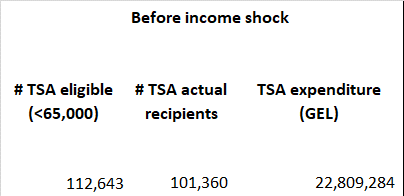 Before income shock
# TSA eligible # TSA actual TSA expenditure
(<65,000) recipients (GEL)
112,643 101,360 22,809,284